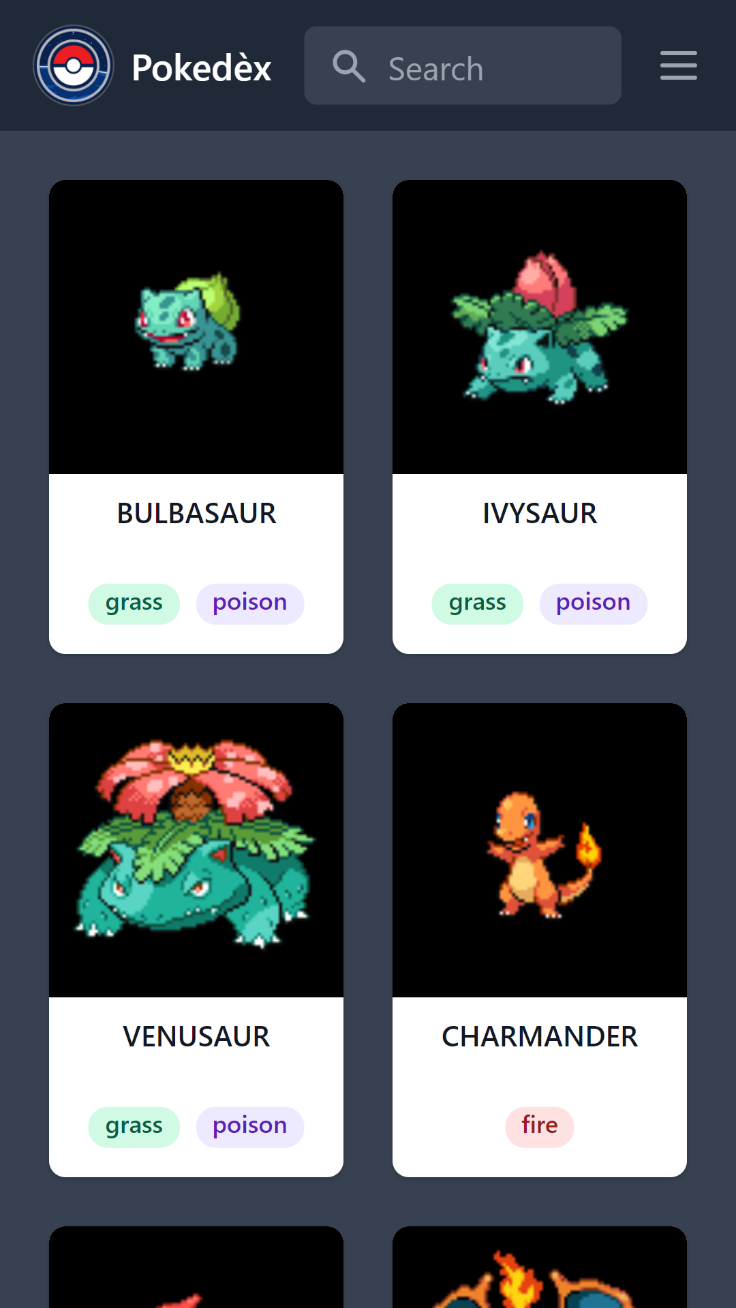 Pokedèx
Search
BULBASAUR
grass poison
IVYSAUR
grass poison
VENUSAUR
grass poison
CHARMANDER
fire